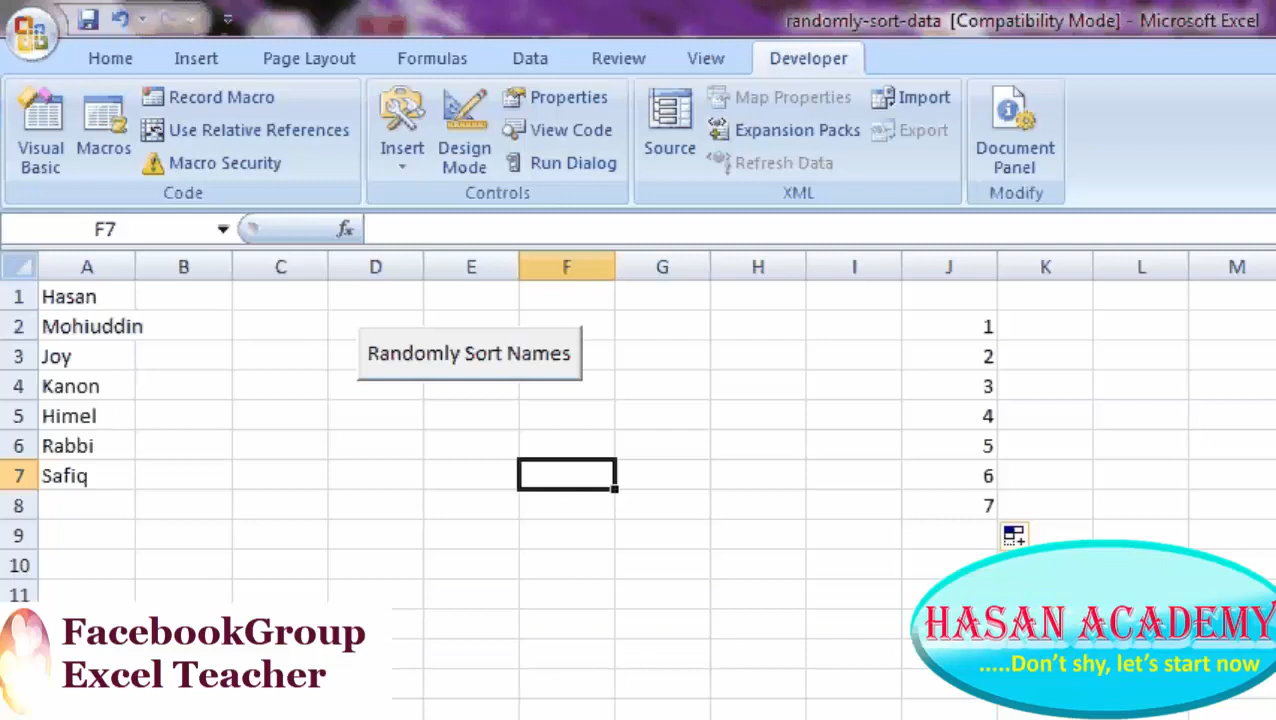 randomly-sort-data [Compatibility Mode] - Microsoft Excel
Home Insert Page Layout Formulas Data Review View Developer
Visual Basic
Macros
Record Macro
Use Relative References
Macro Security
Code
Insert
Design Mode
Properties
View Code
Run Dialog
Controls
Source
Map Properties
Expansion Packs
Refresh Data
Import
Export
XML
Document Panel
Modify
F7 fx
A B C D E F G H I J K L M
1 Hasan
2 Mohiuddin 1
3 Joy 2
4 Kanon 3
5 Himel 4
6 Rabbi 5
7 Safiq 6
8 7
9
10
11
Randomly Sort Names
FacebookGroup
Excel Teacher
HASAN ACADEMY
.....Don't shy, let's start now